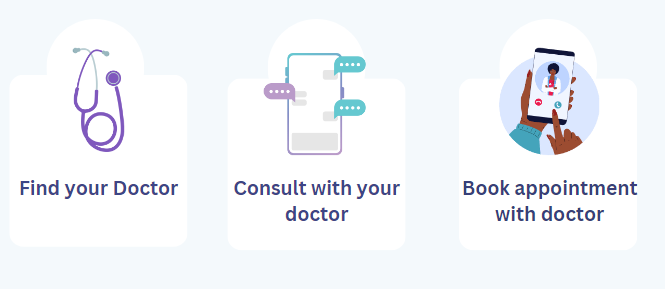 Find your Doctor
Consult with your
doctor
Book appointment
with doctor